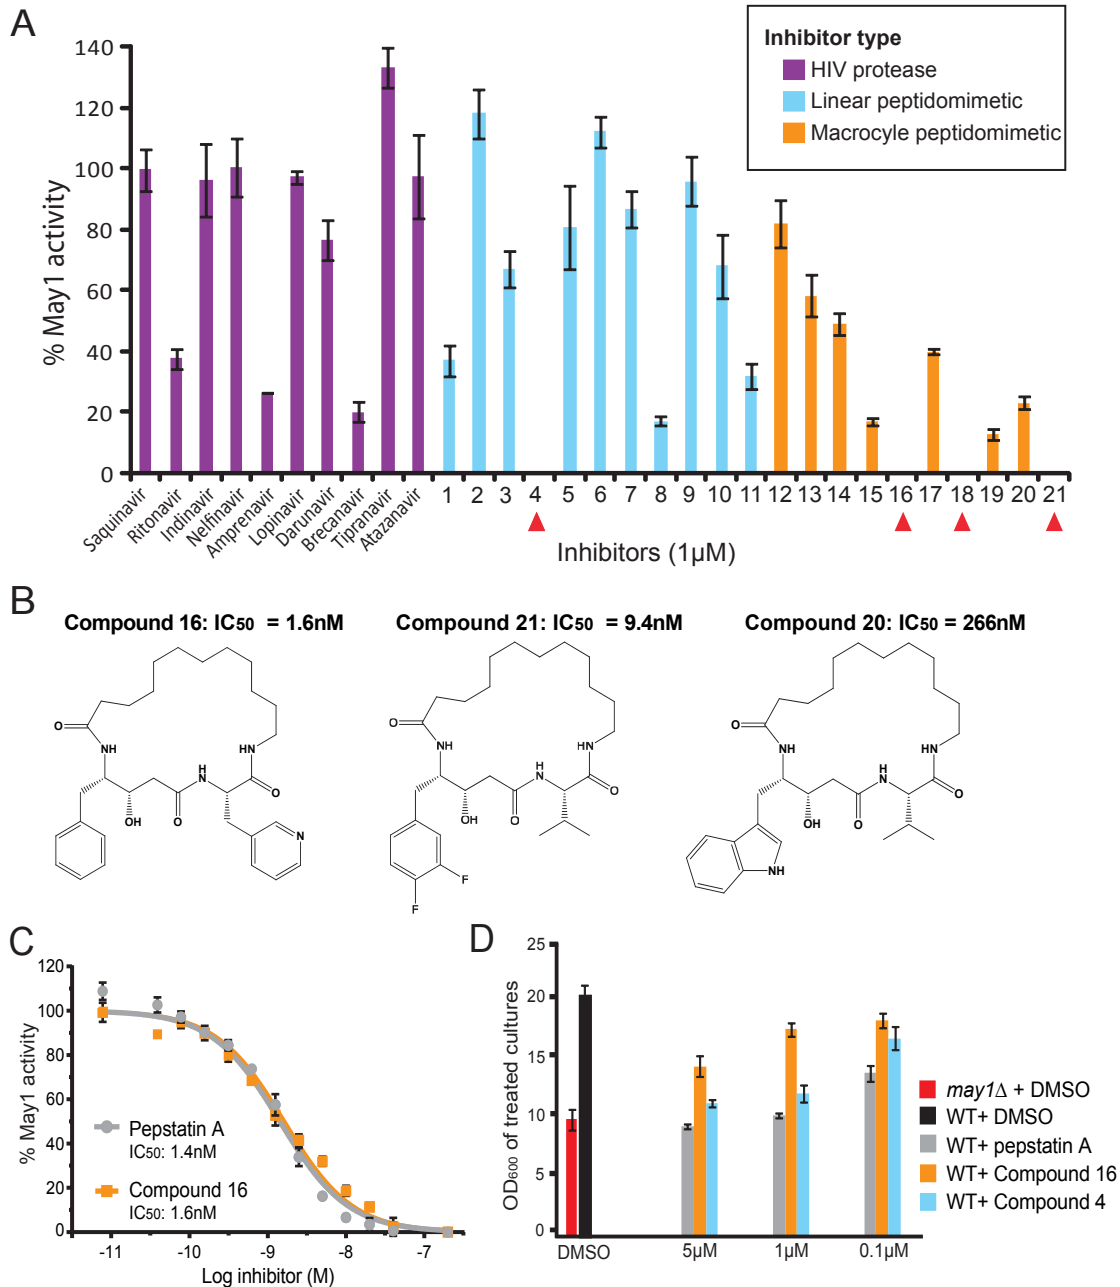 A
Inhibitor type
HIV protease
Linear peptidomimetic
Macrocyle peptidomimetic
% May1 activity
140
120
100
80
60
40
20
0
Saquinavir
Ritonavir
Indinavir
Nelfinavir
Amprenavir
Lopinavir
Darunavir
Brecanavir
Tipranavir
Atazanavir
1 2 3 4 5 6 7 8 9 10 11 12 13 14 15 16 17 18 19 20 21
Inhibitors (1µM)
B
Compound 16: IC50 = 1.6nM
Compound 21: IC50 = 9.4nM
Compound 20: IC50 = 266nM
O
NH
HN
H
N
O
OH
O
N
O
NH
HN
H
N
O
OH
O
F
F
O
NH
HN
H
N
O
OH
O
NH
C
% May1 activity
120
100
80
60
40
20
0
Pepstatin A
IC50: 1.4nM
Compound 16
IC50: 1.6nM
-11 -10 -9 -8 -7
Log inhibitor (M)
D
OD600 of treated cultures
25
20
15
10
5
0
DMSO 5µM 1µM 0.1µM
may1Δ + DMSO
WT+ DMSO
WT+ pepstatin A
WT+ Compound 16
WT+ Compound 4